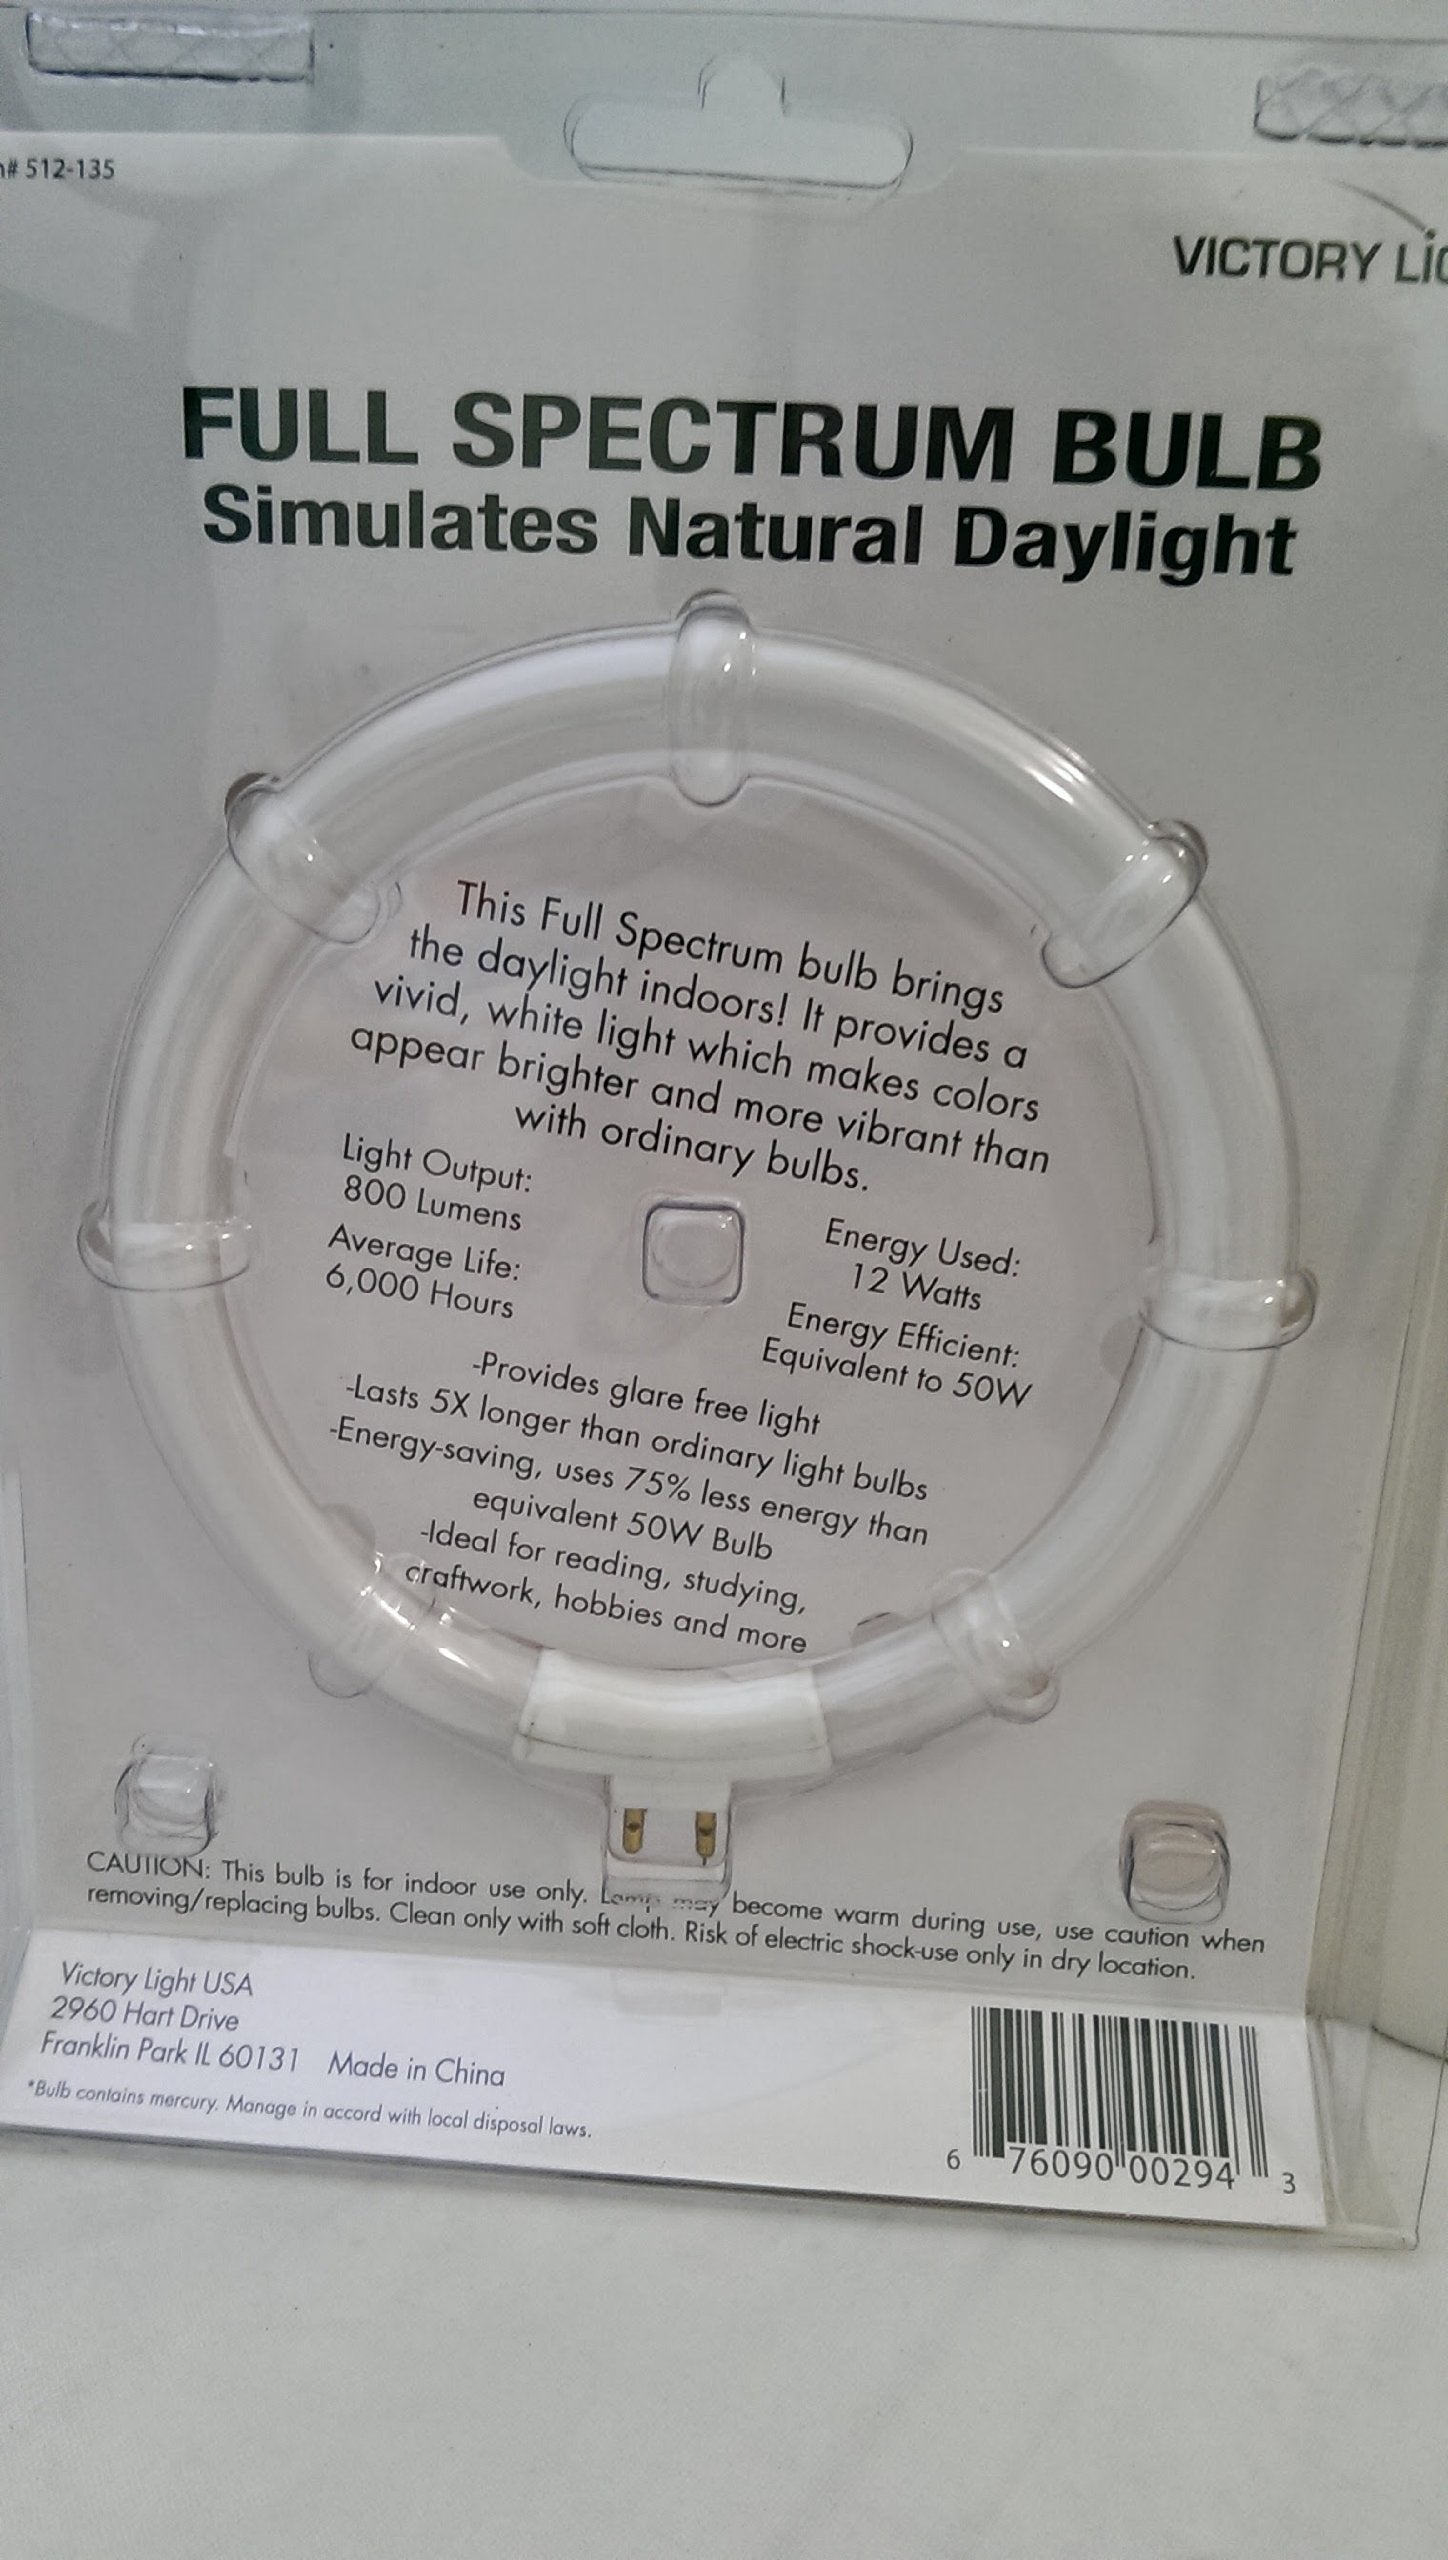 # 512-135
VICTORY
FULL SPECTRUM BULB
Simulates Natural Daylight
This Full Spectrum bulb brings
the daylight indoors! It provides a
vivid, white light which makes colors
appear brighter and more vibrant than
with ordinary bulbs.
Light Output:
800 Lumens
Average Life:
6,000 Hours
Energy Used:
12 Watts
Energy Efficient:
Equivalent to 50W
-Provides glare free light
-Lasts 5X longer than ordinary light bulbs
-Energy-saving, uses 75% less energy than
equivalent 50W Bulb
-Ideal for reading, studying,
craftwork, hobbies and more
CAUTION: This bulb is for indoor use only. Lamp may become warm during use, use caution when
removing/replacing bulbs. Clean only with soft cloth. Risk of electric shock-use only in dry location.
Victory Light USA
2960 Hart Drive
Franklin Park IL 60131 Made in China
*Bulb contains mercury. Manage in accord with local disposal laws.
6 76090 00294 3